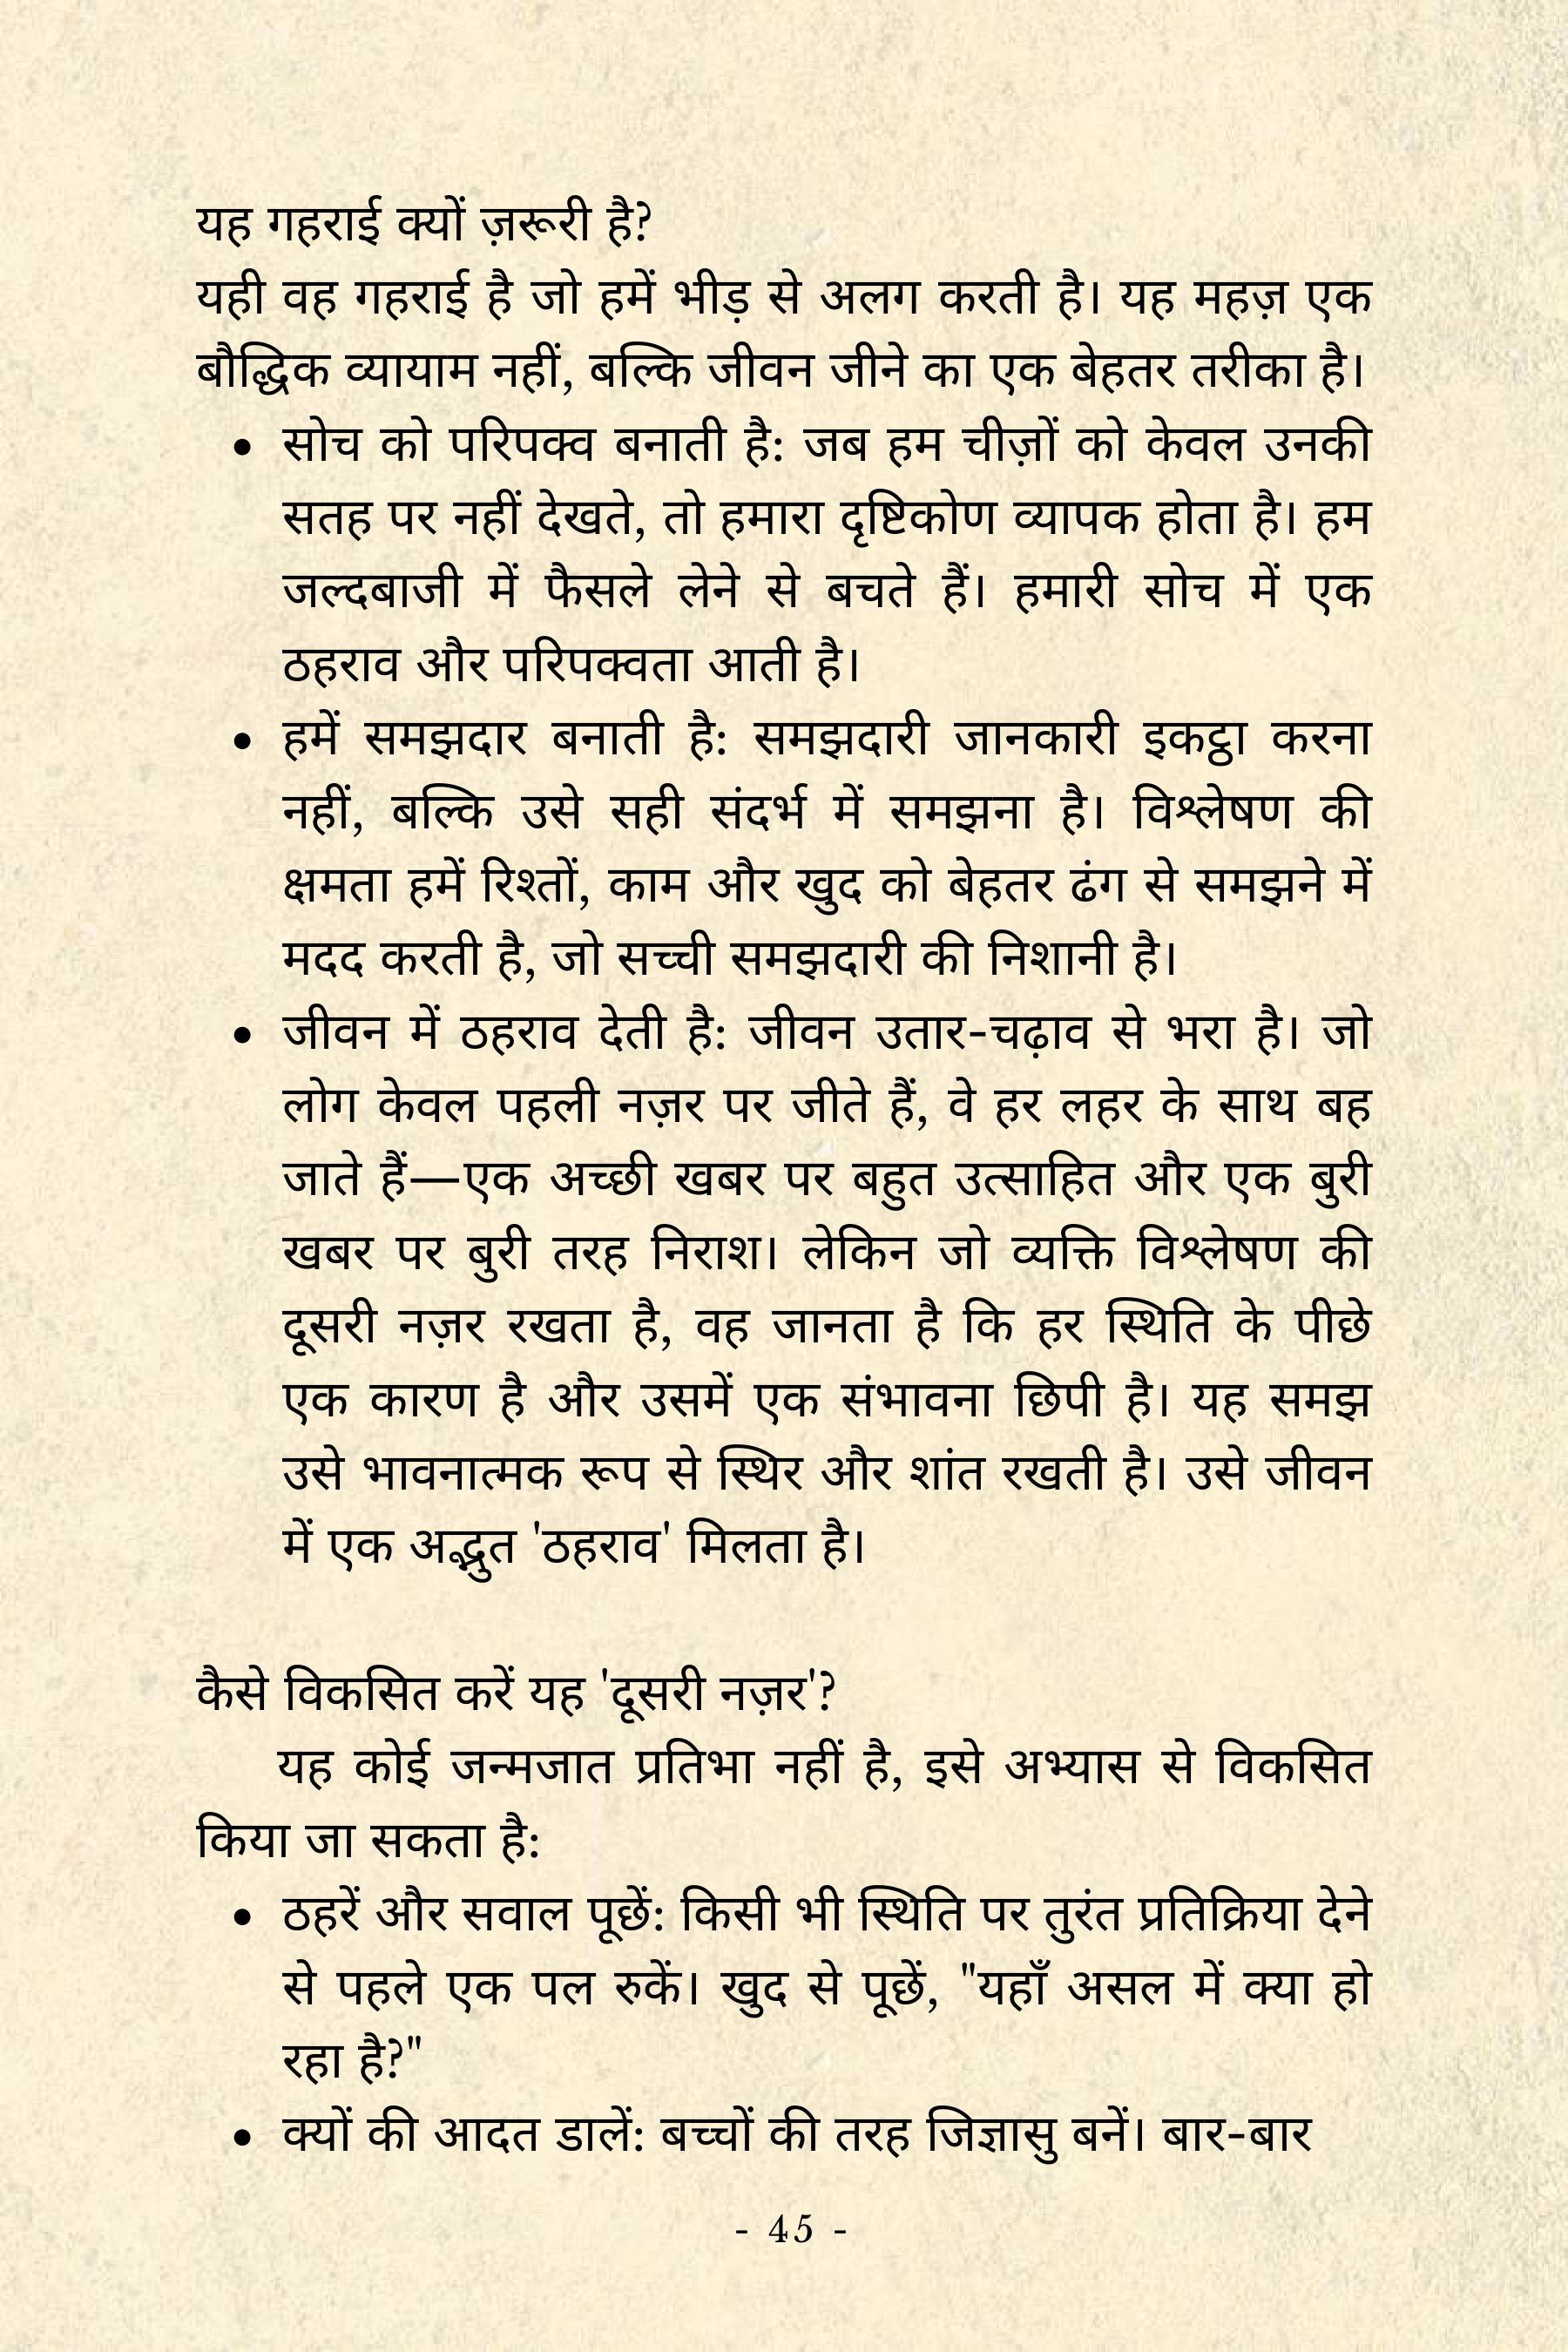 यह गहराई क्यों ज़रूरी है?
यही वह गहराई है जो हमें भीड़ से अलग करती है। यह महज़ एक
बौद्धिक व्यायाम नहीं, बल्कि जीवन जीने का एक बेहतर तरीका है।
• सोच को परिपक्व बनाती है: जब हम चीज़ों को केवल उनकी
सतह पर नहीं देखते, तो हमारा दृष्टिकोण व्यापक होता है। हम
जल्दबाजी में फैसले लेने से बचते हैं। हमारी सोच में एक
ठहराव और परिपक्वता आती है।
• हमें समझदार बनाती है: समझदारी जानकारी इकट्ठा करना
नहीं, बल्कि उसे सही संदर्भ में समझना है। विश्लेषण की
क्षमता हमें रिश्तों, काम और खुद को बेहतर ढंग से समझने में
मदद करती है, जो सच्ची समझदारी की निशानी है।
• जीवन में ठहराव देती है: जीवन उतार-चढ़ाव से भरा है। जो
लोग केवल पहली नज़र पर जीते हैं, वे हर लहर के साथ बह
जाते हैं—एक अच्छी खबर पर बहुत उत्साहित और एक बुरी
खबर पर बुरी तरह निराश। लेकिन जो व्यक्ति विश्लेषण की
दूसरी नज़र रखता है, वह जानता है कि हर स्थिति के पीछे
एक कारण है और उसमें एक संभावना छिपी है। यह समझ
उसे भावनात्मक रूप से स्थिर और शांत रखती है। उसे जीवन
में एक अद्भुत 'ठहराव' मिलता है।
कैसे विकसित करें यह 'दूसरी नज़र'?
यह कोई जन्मजात प्रतिभा नहीं है, इसे अभ्यास से विकसित
किया जा सकता है:
• ठहरें और सवाल पूछें: किसी भी स्थिति पर तुरंत प्रतिक्रिया देने
से पहले एक पल रुकें। खुद से पूछें, "यहाँ असल में क्या हो
रहा है?"
• क्यों की आदत डालें: बच्चों की तरह जिज्ञासु बनें। बार-बार
- 45 -